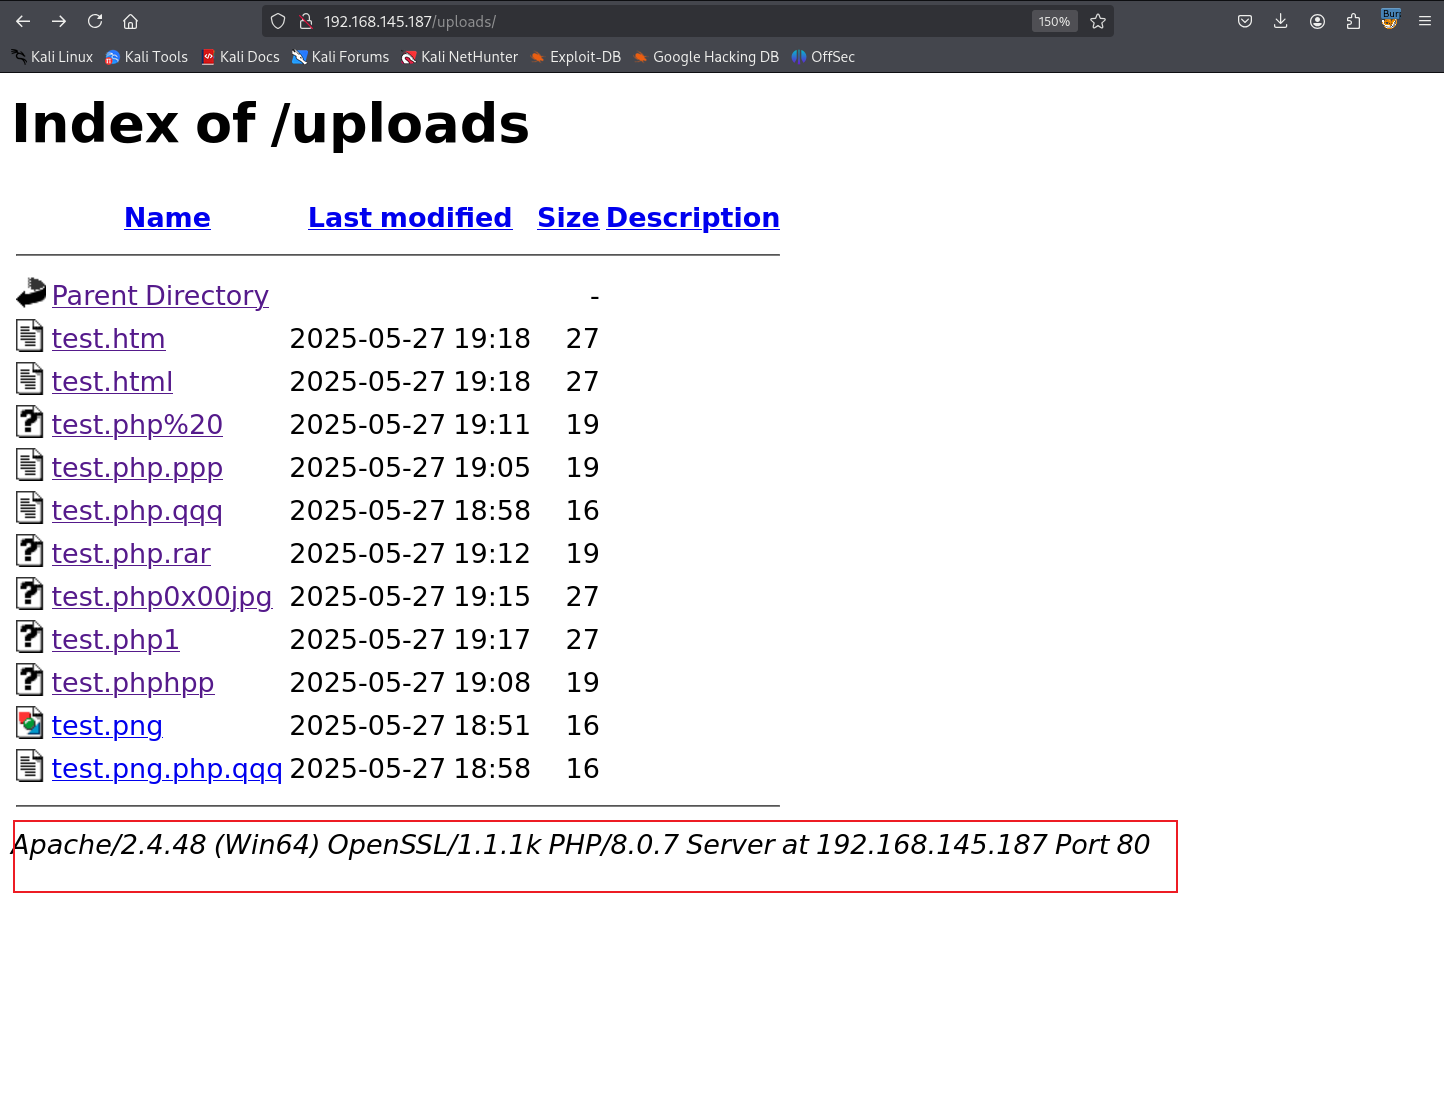 192.168.145.187/uploads/ 150% Burp
Kali Linux Kali Tools Kali Docs Kali Forums Kali NetHunter Exploit-DB Google Hacking DB OffSec
Index of /uploads
Name Last modified Size Description
Parent Directory -
test.htm 2025-05-27 19:18 27
test.html 2025-05-27 19:18 27
test.php%20 2025-05-27 19:11 19
test.php.ppp 2025-05-27 19:05 19
test.php.qqq 2025-05-27 18:58 16
test.php.rar 2025-05-27 19:12 19
test.php0x00jpg 2025-05-27 19:15 27
test.php1 2025-05-27 19:17 27
test.phphpp 2025-05-27 19:08 19
test.png 2025-05-27 18:51 16
test.png.php.qqq 2025-05-27 18:58 16
Apache/2.4.48 (Win64) OpenSSL/1.1.1k PHP/8.0.7 Server at 192.168.145.187 Port 80